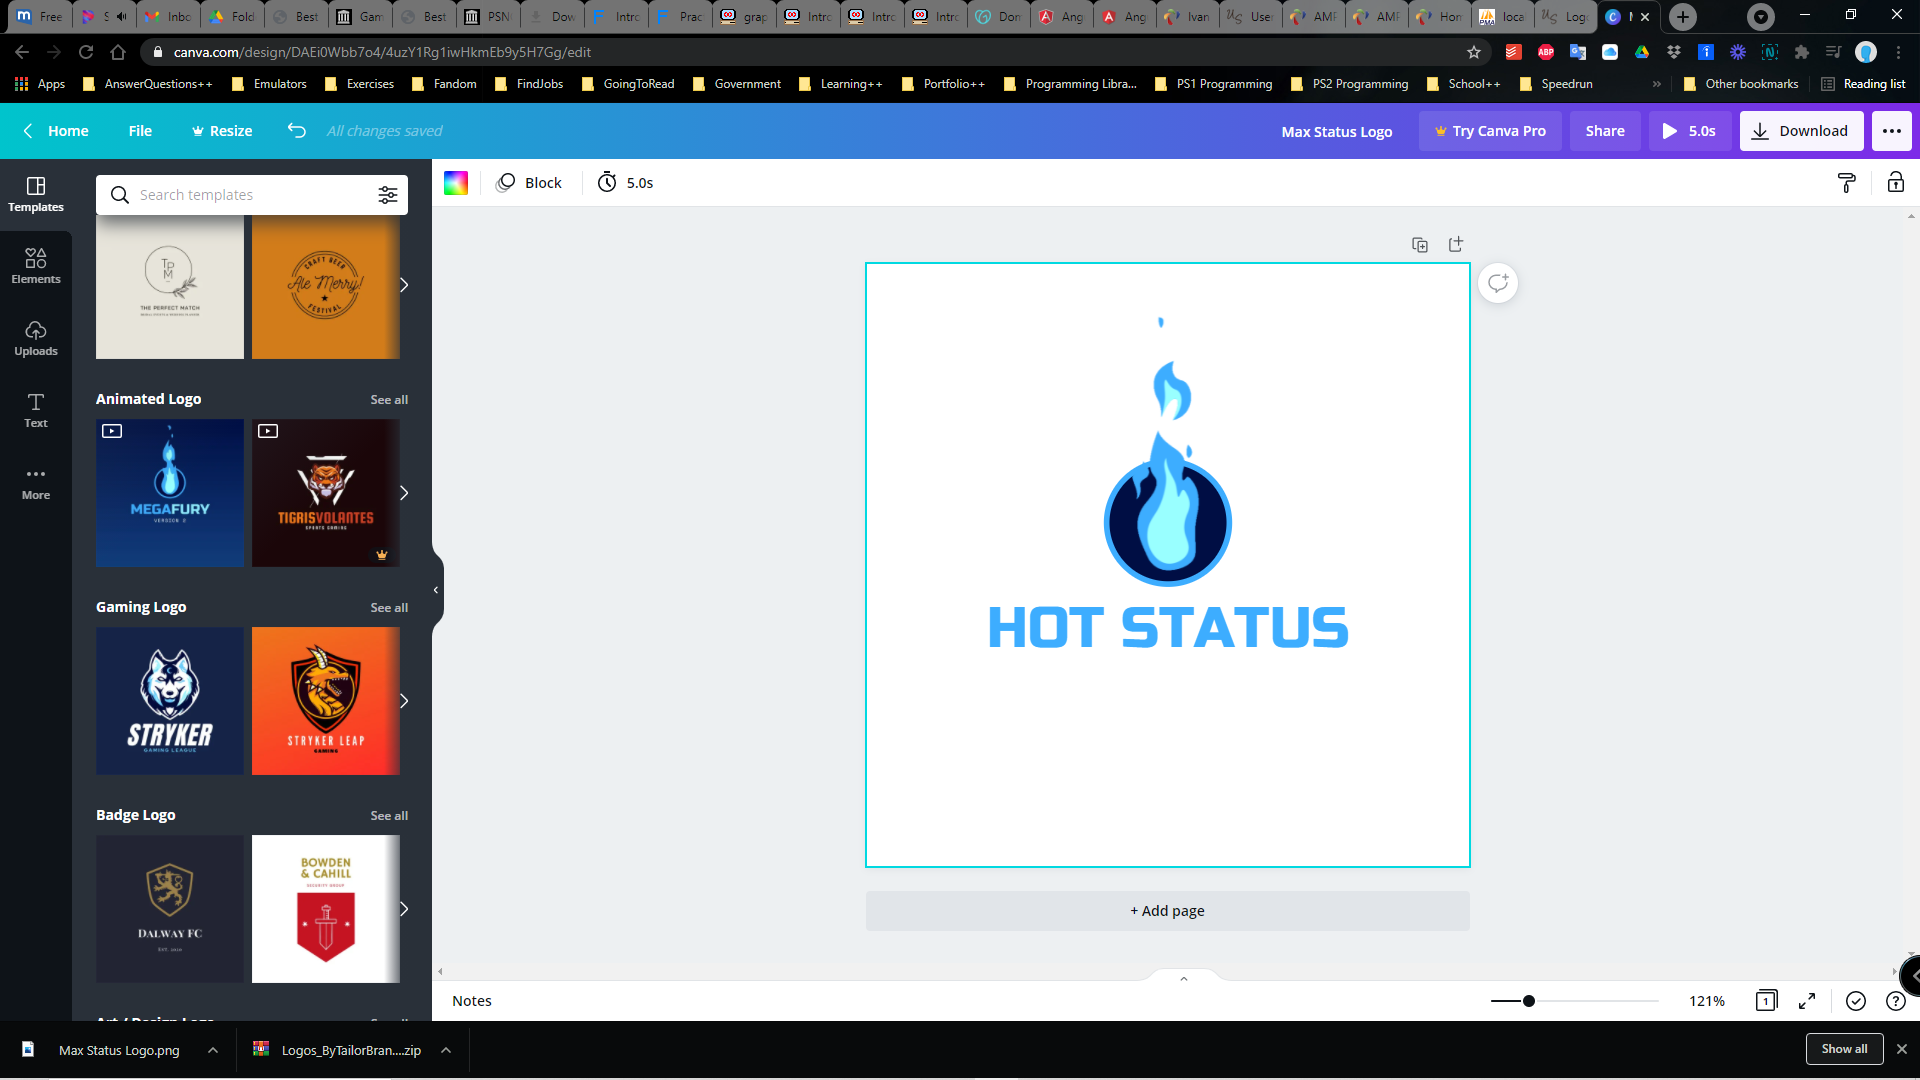 Free
S
Inbo
Fold
Best
Gam
Best
PSN
Dow
Intro
Prac
grap
Intro
Intro
Intro
Don
Ang
Ang
Ivan
User
AMP
AMP
Hom
loca
Logo
canva.com/design/DAEi0Wbb7o4/4uzY1Rg1iwHkmEb9y5H7Gg/edit
Apps
AnswerQuestions++
Emulators
Exercises
Fandom
FindJobs
GoingToRead
Government
Learning++
Portfolio++
Programming Libra...
PS1 Programming
PS2 Programming
School++
Speedrun
»
Other bookmarks
Reading list
Home
File
Resize
All changes saved
Max Status Logo
Try Canva Pro
Share
5.0s
Download
Templates
Elements
Uploads
Text
More
Search templates
Block
5.0s
TPM
THE PERFECT MATCH
CRAFT BEER
Ale Merry!
FESTIVAL
Animated Logo
See all
MEGAFURY
VERSION 2
TIGRISVOLANTES
SPORTS GAMING
Gaming Logo
See all
STRYKER
GAMING LEAGUE
STRYKER LEAP
GAMING
Badge Logo
See all
DALWAY FC
EST. 2020
BOWDEN
& CAHILL
SECURITY GROUP
HOT STATUS
+ Add page
Notes
121%
1
Max Status Logo.png
Logos_ByTailorBran....zip
Show all